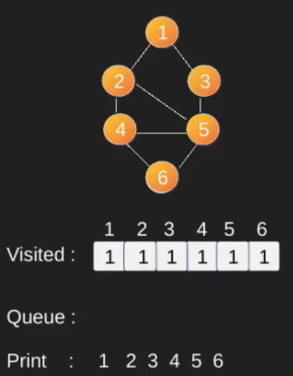 1
2 3
4 5
6
1 2 3 4 5 6
Visited : 1 1 1 1 1 1
Queue :
Print : 1 2 3 4 5 6